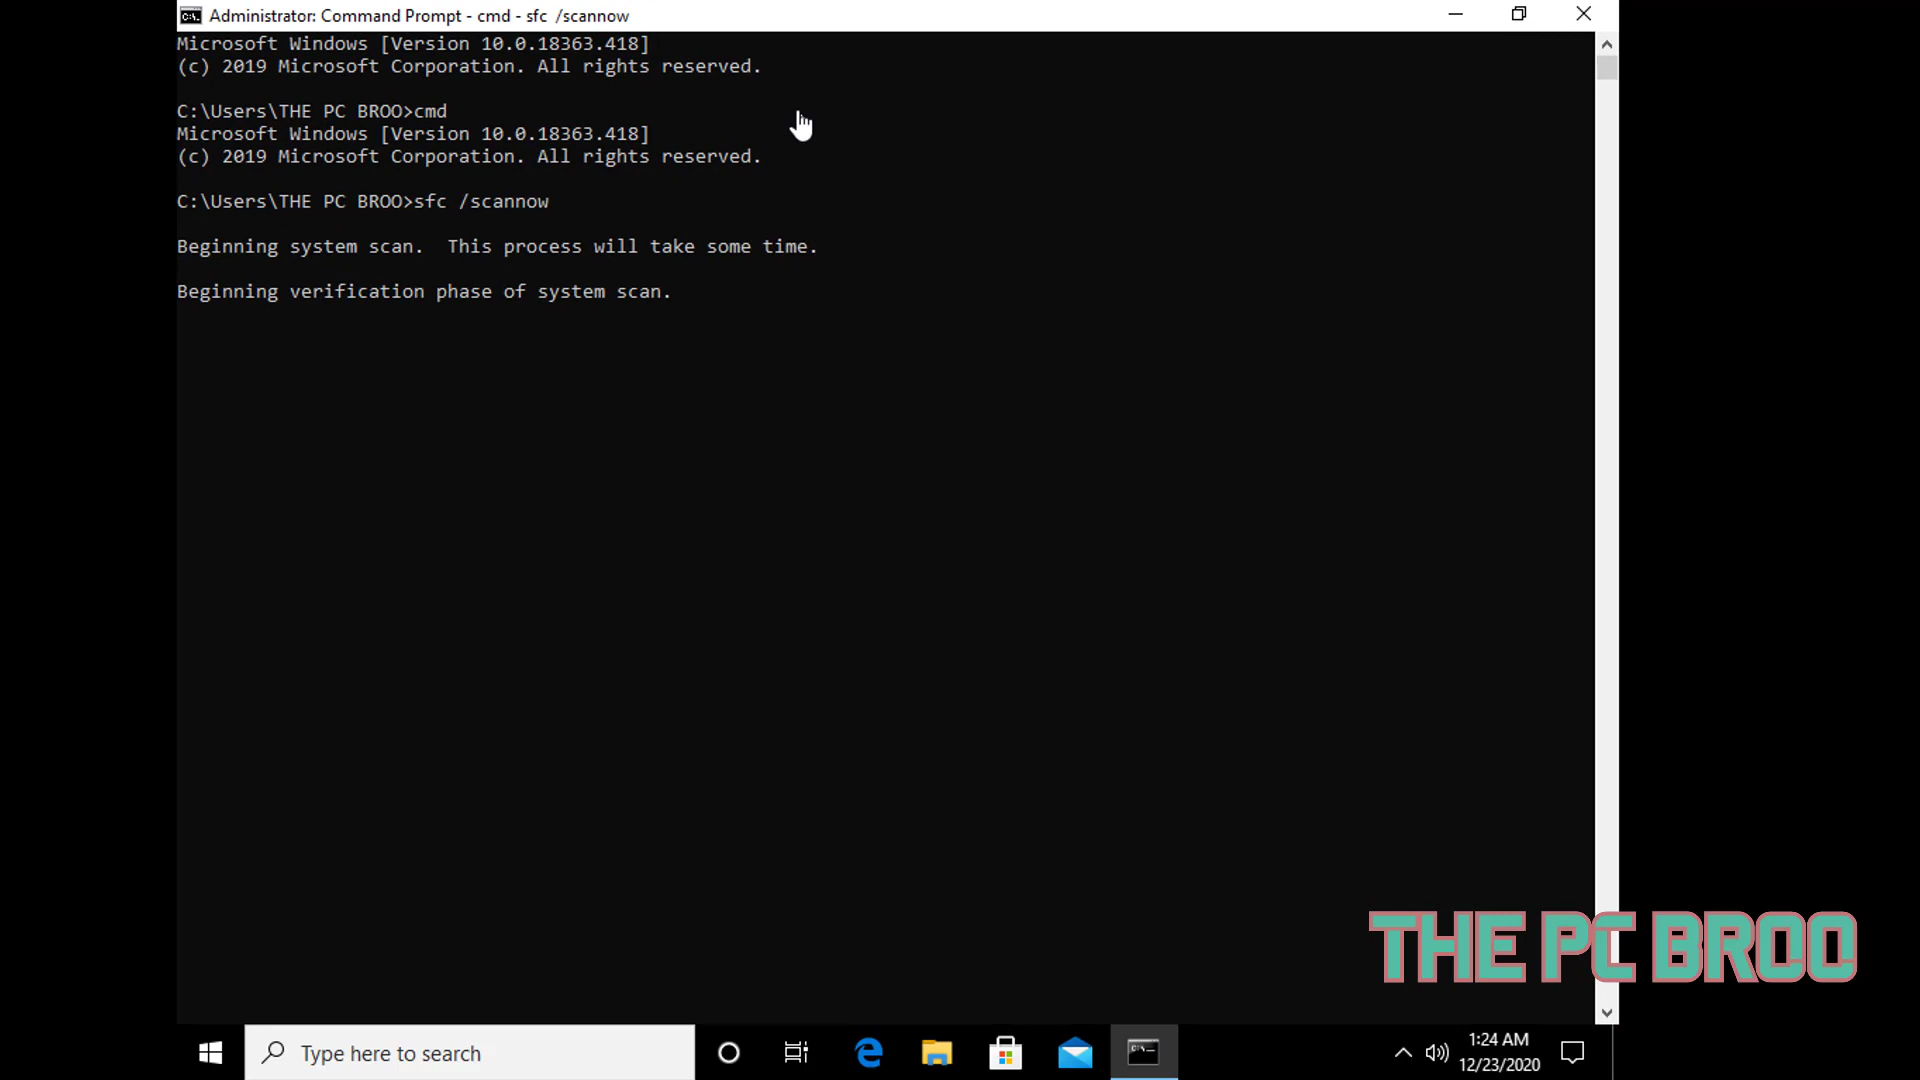 Administrator: Command Prompt - cmd - sfc /scannow
Microsoft Windows [Version 10.0.18363.418]
(c) 2019 Microsoft Corporation. All rights reserved.
C:\Users\THE PC BROO>cmd
Microsoft Windows [Version 10.0.18363.418]
(c) 2019 Microsoft Corporation. All rights reserved.
C:\Users\THE PC BROO>sfc /scannow
Beginning system scan.  This process will take some time.
Beginning verification phase of system scan.
THE PC BROO
Type here to search
1:24 AM
12/23/2020